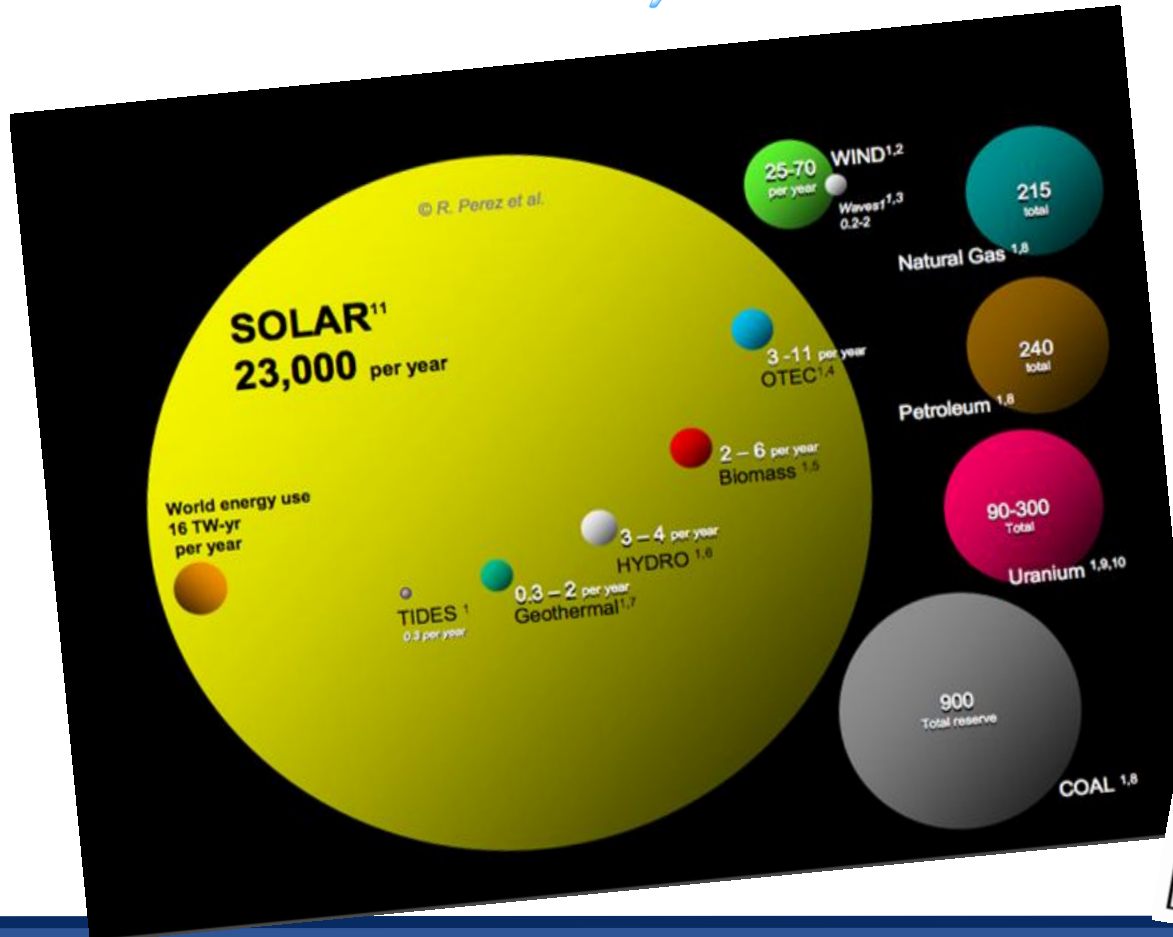 © R. Perez et al.
SOLAR¹¹
23,000 per year
World energy use
16 TW-yr
per year
TIDES ¹
0.3 per year
0.3 – 2 per year
Geothermal¹,⁷
3 – 4 per year
HYDRO ¹,⁶
2 – 6 per year
Biomass ¹,⁵
3 -11 per year
OTEC¹,⁴
25-70
per year
WIND¹,²
Waves1¹,³
0.2-2
215
total
Natural Gas ¹,⁸
240
total
Petroleum ¹,⁸
90-300
Total
Uranium ¹,⁹,¹⁰
900
Total reserve
COAL ¹,⁸